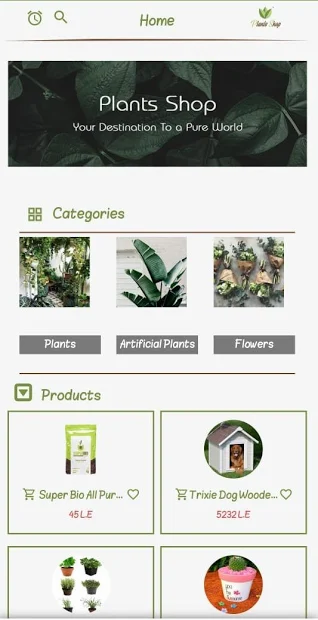 Home
Plants Shop
Plants Shop
Your Destination To a Pure World
Categories
Plants
Artificial Plants
Flowers
Products
Super Bio All Pur...
Trixie Dog Woode...
45 L.E
5232 L.E